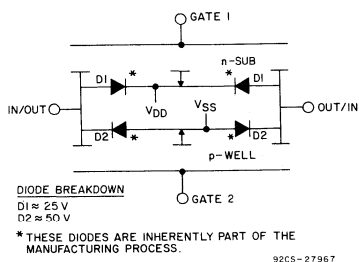 GATE 1
n-SUB
* D1 * D1
IN/OUT VDD VSS OUT/IN
D2 * * D2
p-WELL
GATE 2
DIODE BREAKDOWN
D1 ≈ 25 V
D2 ≈ 50 V
* THESE DIODES ARE INHERENTLY PART OF THE
MANUFACTURING PROCESS.
92CS-27967